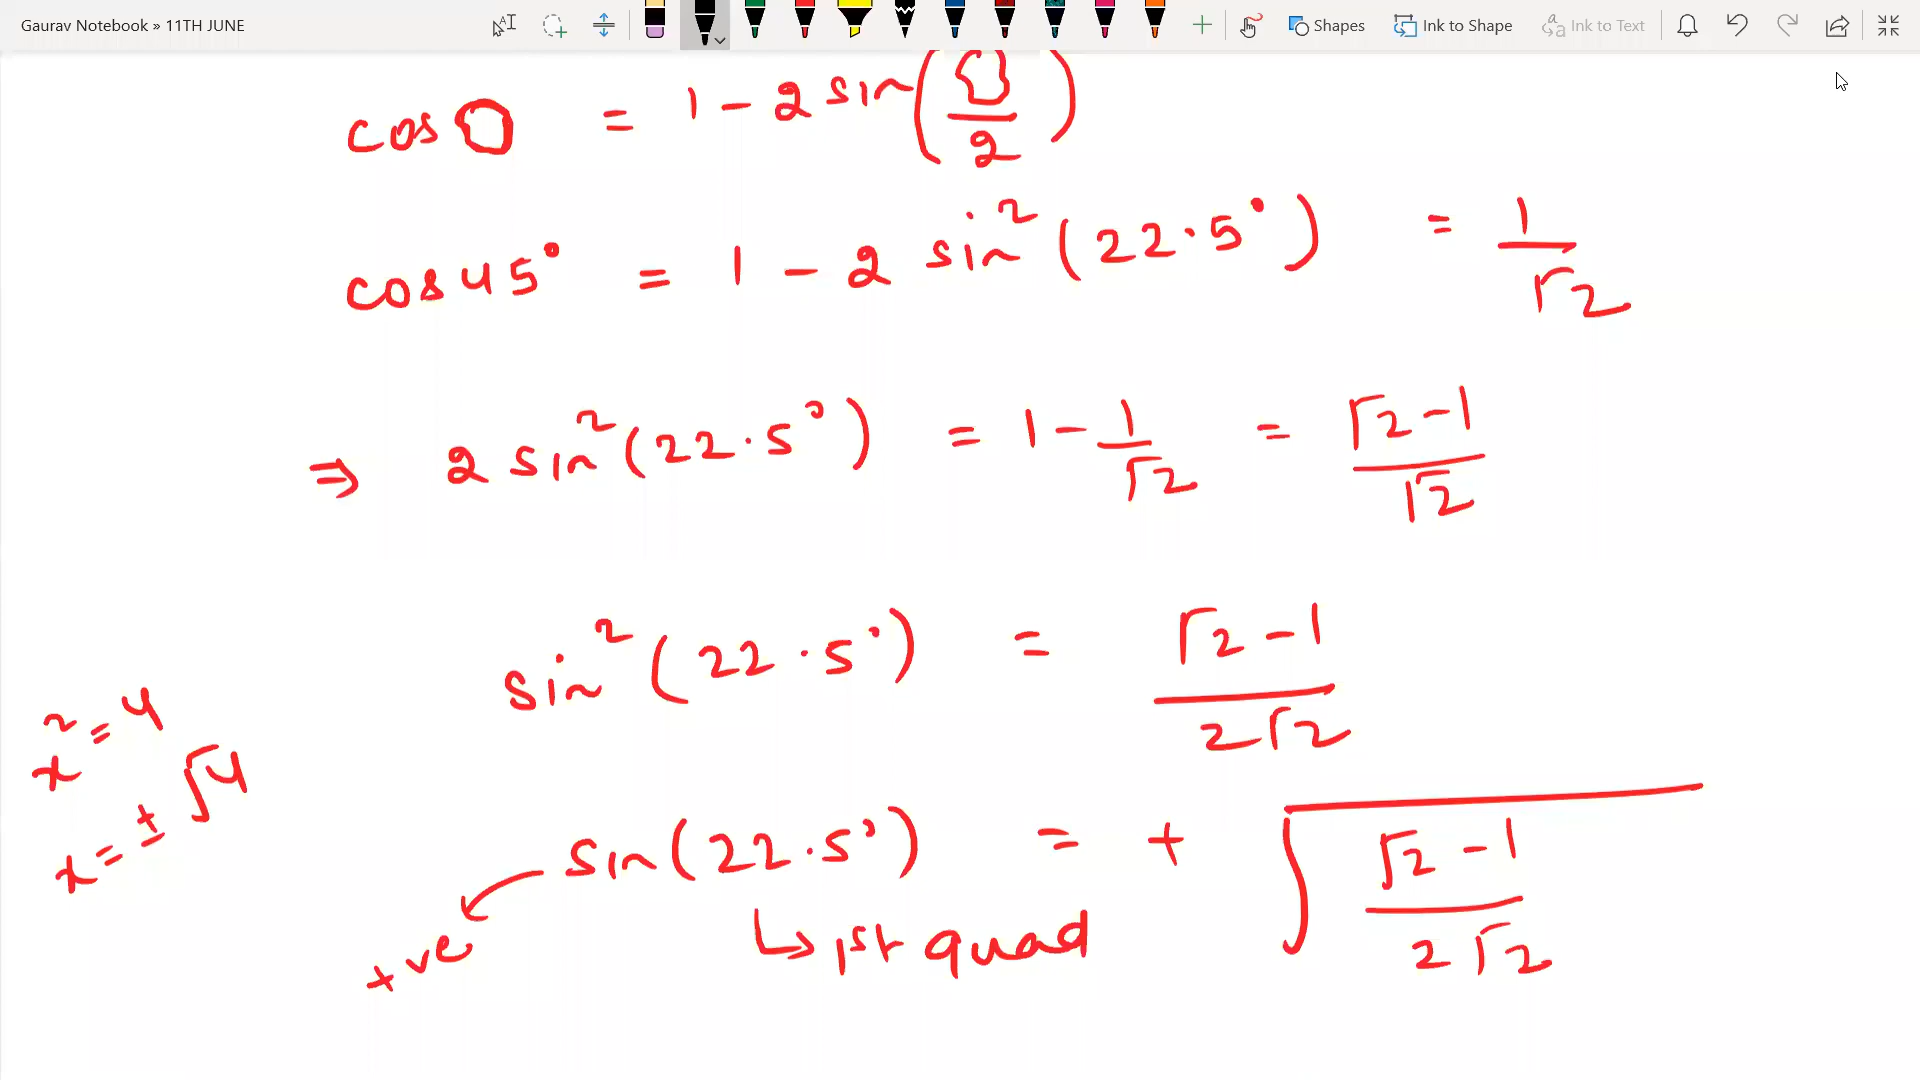 Gaurav Notebook » 11TH JUNE
Shapes
Ink to Shape
Ink to Text
cos = 1 - 2 sin( /2)
cos 45° = 1 - 2 sin²(22.5°) = 1/√2
⇒ 2 sin²(22.5°) = 1 - 1/√2 = √2 - 1/√2
sin²(22.5°) = √2 - 1/2√2
x² = 4
x = ± √4
sin(22.5°) = + √(√2 - 1/2√2)
+ve
↳ 1st quad